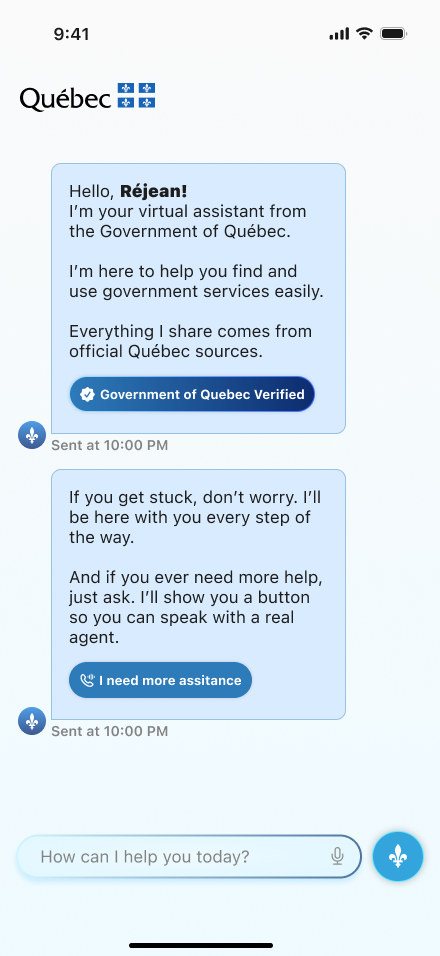 9:41
Québec
Hello, Réjean!
I’m your virtual assistant from
the Government of Québec.
I’m here to help you find and
use government services easily.
Everything I share comes from
official Québec sources.
Government of Quebec Verified
Sent at 10:00 PM
If you get stuck, don’t worry. I’ll
be here with you every step of
the way.
And if you ever need more help,
just ask. I’ll show you a button
so you can speak with a real
agent.
I need more assitance
Sent at 10:00 PM
How can I help you today?